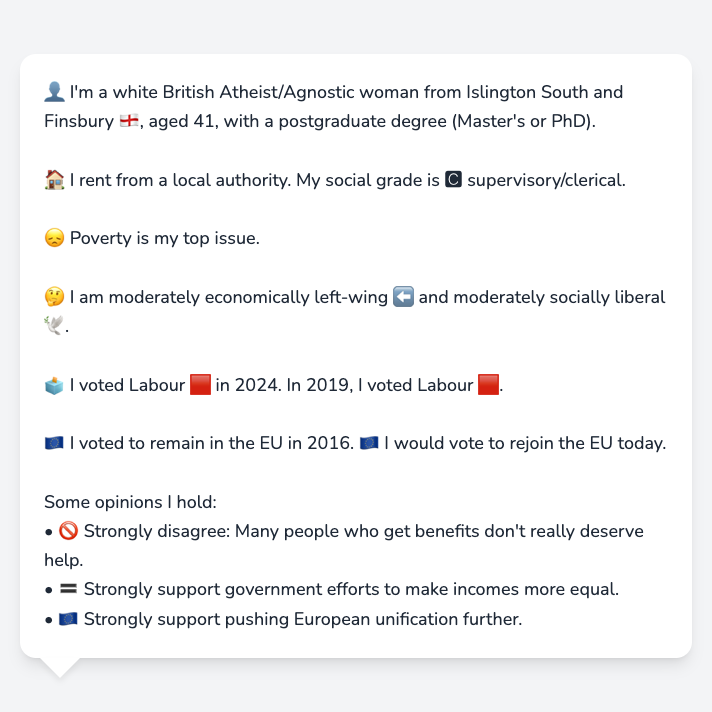 👤 I'm a white British Atheist/Agnostic woman from Islington South and
Finsbury 🏴󠁧󠁢󠁥󠁮󠁧󠁿, aged 41, with a postgraduate degree (Master's or PhD).
🏠 I rent from a local authority. My social grade is 🅲 supervisory/clerical.
😞 Poverty is my top issue.
🤔 I am moderately economically left-wing ⬅️ and moderately socially liberal
🕊️.
🗳️ I voted Labour 🟥 in 2024. In 2019, I voted Labour 🟥.
🇪🇺 I voted to remain in the EU in 2016. 🇪🇺 I would vote to rejoin the EU today.
Some opinions I hold:
• 🚫 Strongly disagree: Many people who get benefits don't really deserve
help.
• 🟰 Strongly support government efforts to make incomes more equal.
• 🇪🇺 Strongly support pushing European unification further.